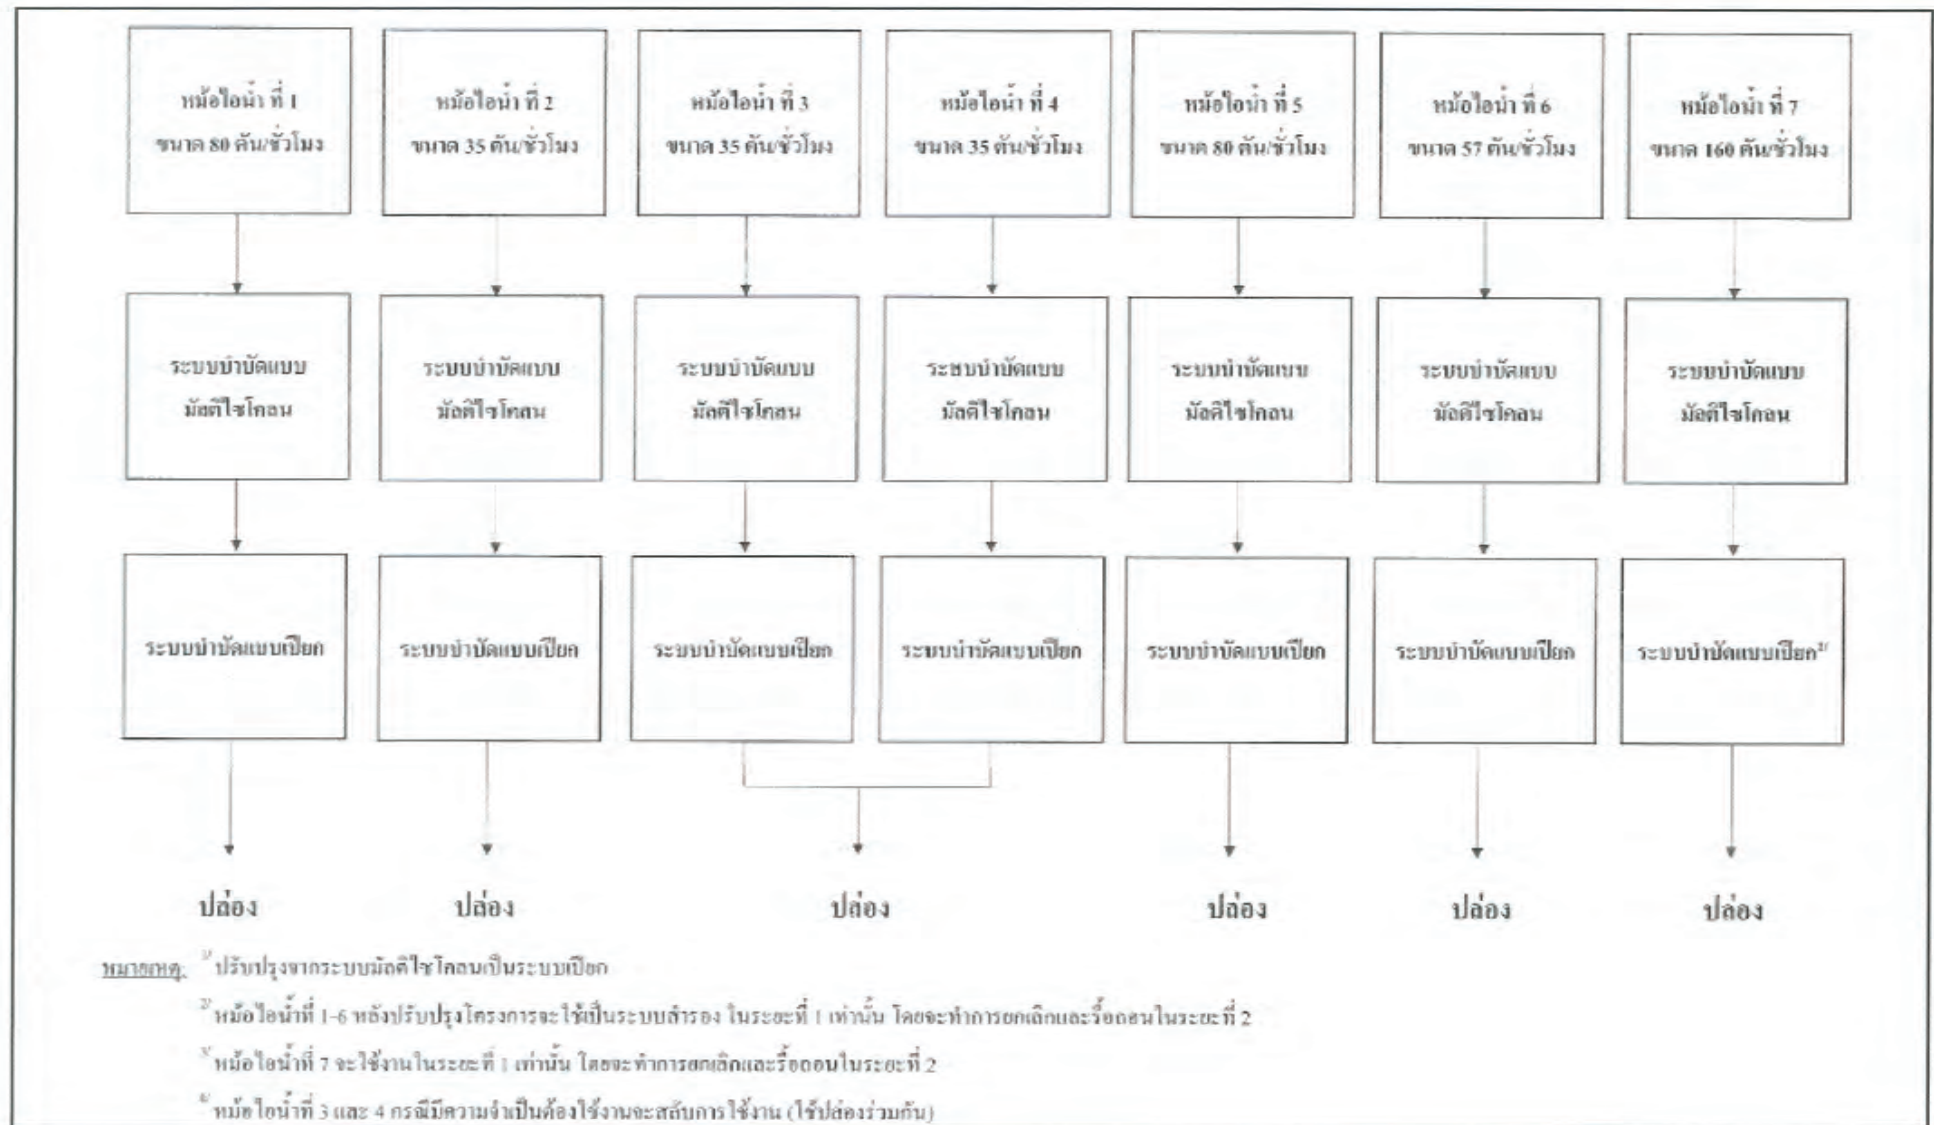 หม้อไอน้ำ ที่ 1
ขนาด 80 ตัน/ชั่วโมง
หม้อไอน้ำ ที่ 2
ขนาด 35 ตัน/ชั่วโมง
หม้อไอน้ำ ที่ 3
ขนาด 35 ตัน/ชั่วโมง
หม้อไอน้ำ ที่ 4
ขนาด 35 ตัน/ชั่วโมง
หม้อไอน้ำ ที่ 5
ขนาด 80 ตัน/ชั่วโมง
หม้อไอน้ำ ที่ 6
ขนาด 57 ตัน/ชั่วโมง
หม้อไอน้ำ ที่ 7
ขนาด 160 ตัน/ชั่วโมง
ระบบบำบัดแบบ
มัลติไซโคลน
ระบบบำบัดแบบ
มัลติไซโคลน
ระบบบำบัดแบบ
มัลติไซโคลน
ระบบบำบัดแบบ
มัลติไซโคลน
ระบบบำบัดแบบ
มัลติไซโคลน
ระบบบำบัดแบบ
มัลติไซโคลน
ระบบบำบัดแบบ
มัลติไซโคลน
ระบบบำบัดแบบเปียก
ระบบบำบัดแบบเปียก
ระบบบำบัดแบบเปียก
ระบบบำบัดแบบเปียก
ระบบบำบัดแบบเปียก
ระบบบำบัดแบบเปียก
ระบบบำบัดแบบเปียก2/
ปล่อง
ปล่อง
ปล่อง
ปล่อง
ปล่อง
ปล่อง
หมายเหตุ: 1/ ปรับปรุงจากระบบมัลติไซโคลนเป็นระบบเปียก
2/ หม้อไอน้ำที่ 1-6 หลังปรับปรุงโครงการจะใช้เป็นระบบสำรอง ในระยะที่ 1 เท่านั้น โดยจะทำการยกเลิกและรื้อถอนในระยะที่ 2
3/ หม้อไอน้ำที่ 7 จะใช้งานในระยะที่ 1 เท่านั้น โดยจะทำการยกเลิกและรื้อถอนในระยะที่ 2
4/ หม้อไอน้ำที่ 3 และ 4 กรณีมีความจำเป็นต้องใช้งานจะสลับการใช้งาน (ใช้ปล่องร่วมกัน)